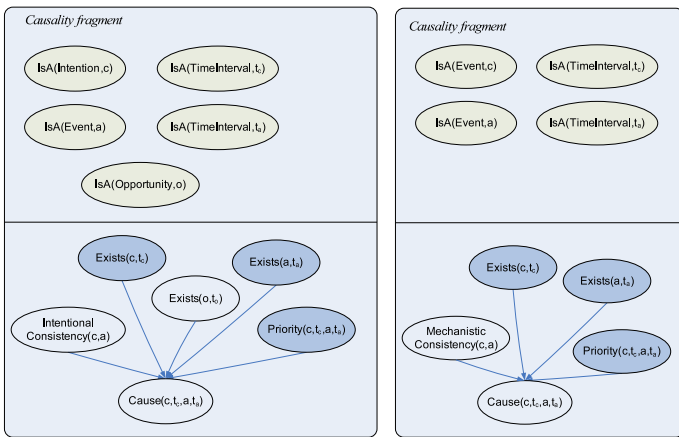 Causality fragment
IsA(Intention,c)
IsA(TimeInterval,tc)
IsA(Event,a)
IsA(TimeInterval,ta)
IsA(Opportunity,o)
Exists(c,tc)
Exists(a,ta)
Exists(o,to)
Intentional
Consistency(c,a)
Priority(c,tc,a,ta)
Cause(c,tc,a,ta)
Causality fragment
IsA(Event,c)
IsA(TimeInterval,tc)
IsA(Event,a)
IsA(TimeInterval,ta)
Exists(c,tc)
Exists(a,ta)
Mechanistic
Consistency(c,a)
Priority(c,tc,a,ta)
Cause(c,tc,a,ta)